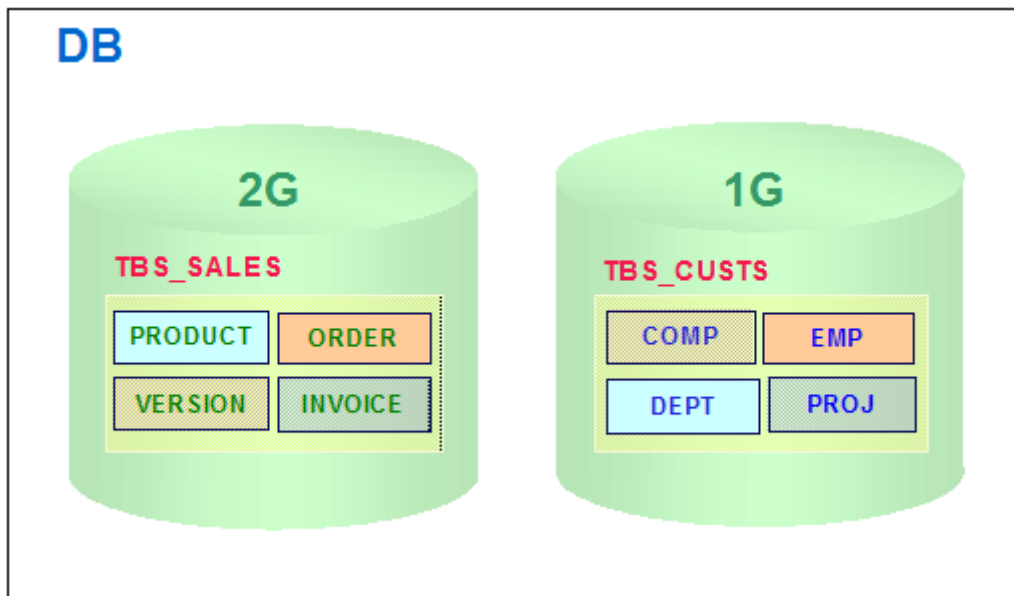 DB
2G
TBS_SALES
PRODUCT ORDER
VERSION INVOICE
1G
TBS_CUSTS
COMP EMP
DEPT PROJ